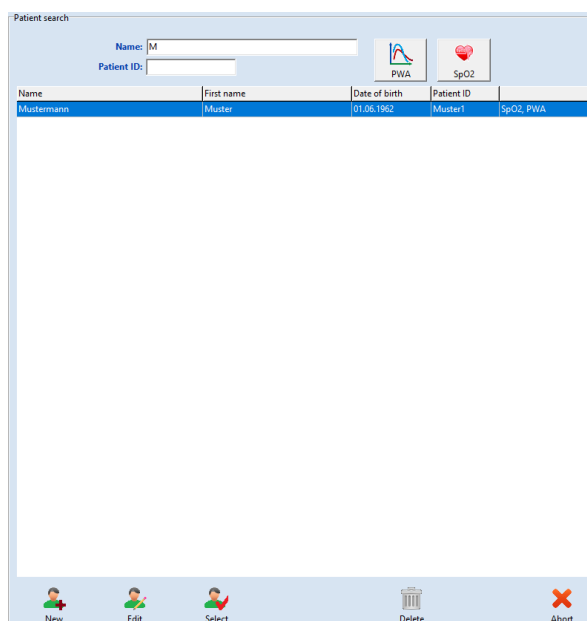 Patient search
Name: M
Patient ID:
PWA SpO2
Name First name Date of birth Patient ID
Mustermann Muster 01.06.1962 Muster1 SpO2, PWA
New Edit Select Delete Abort